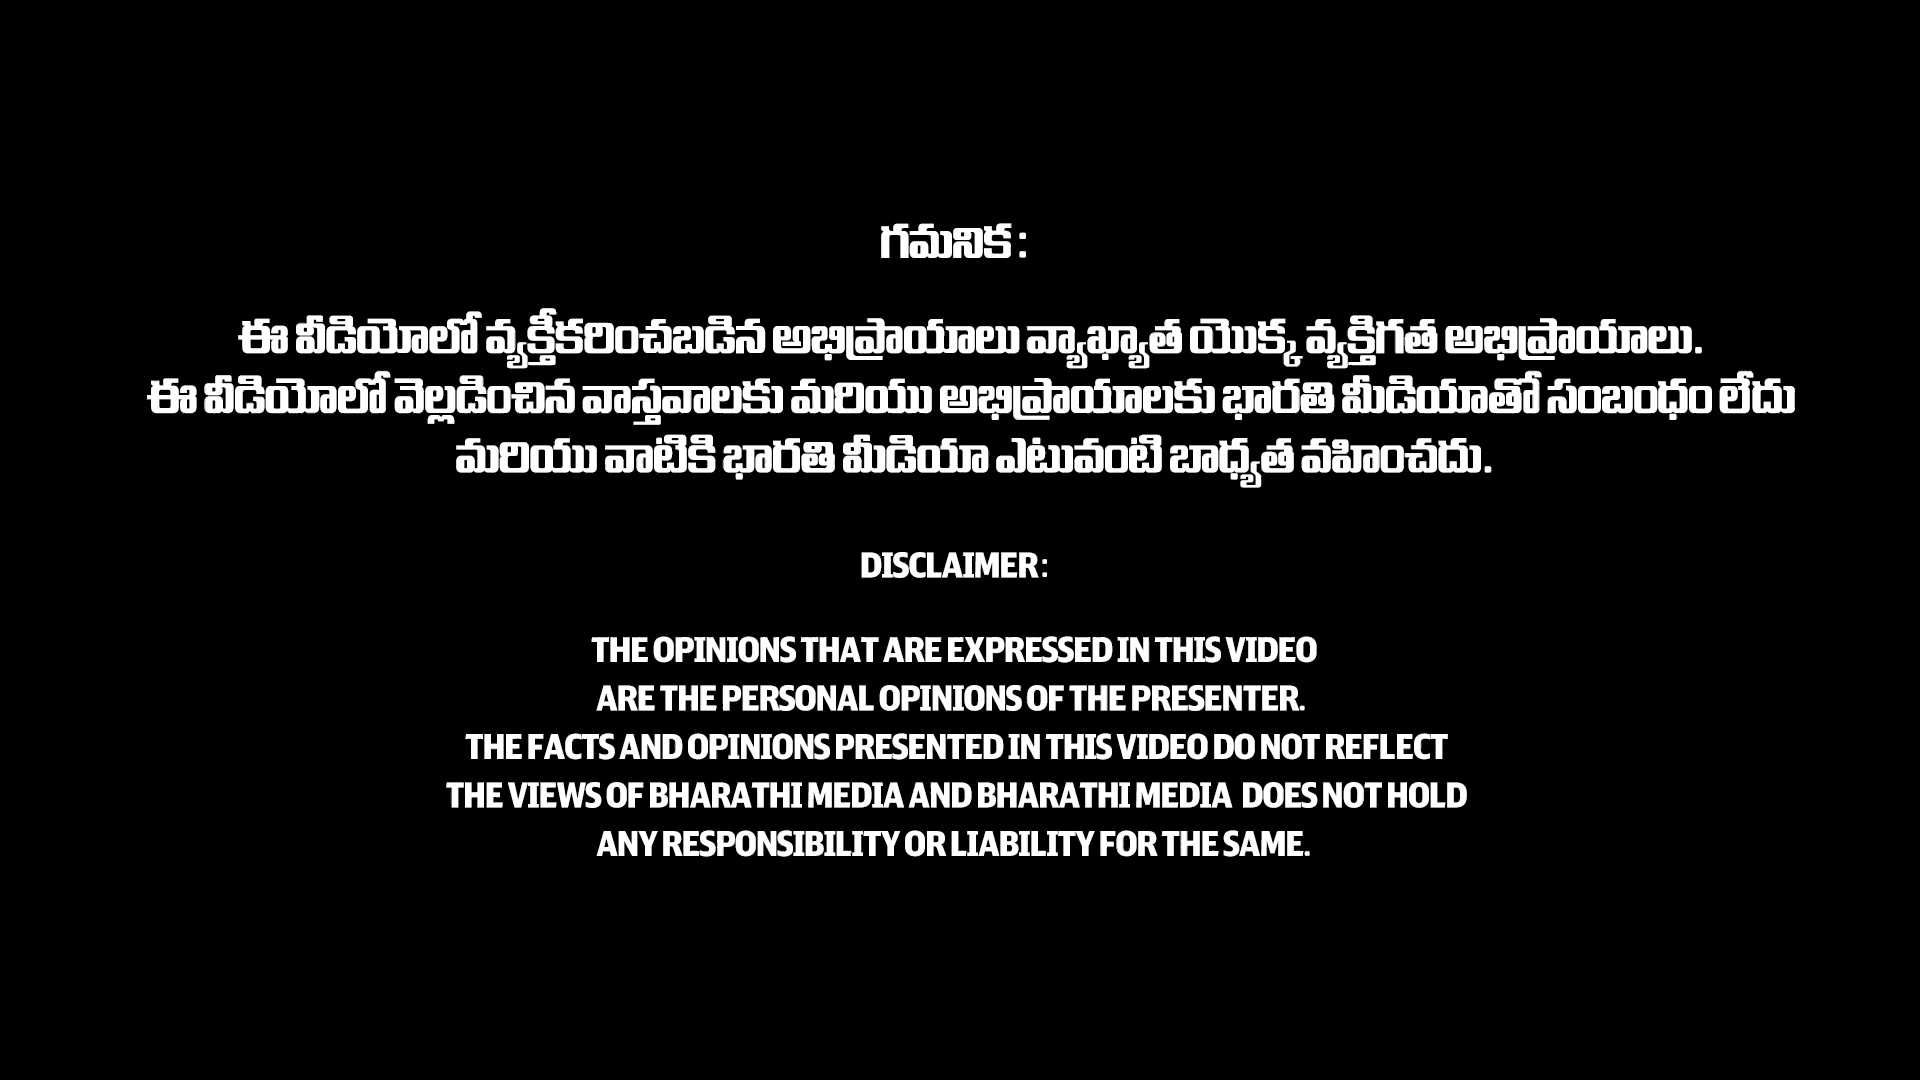 గమనిక :
ఈ వీడియోలో వ్యక్తీకరించబడిన అభిప్రాయాలు వ్యాఖ్యాత యొక్క వ్యక్తిగత అభిప్రాయాలు.
ఈ వీడియోలో వెల్లడించిన వాస్తవాలకు మరియు అభిప్రాయాలకు భారతి మీడియాతో సంబంధం లేదు
మరియు వాటికి భారతి మీడియా ఎటువంటి బాధ్యత వహించదు.
DISCLAIMER :
THE OPINIONS THAT ARE EXPRESSED IN THIS VIDEO
ARE THE PERSONAL OPINIONS OF THE PRESENTER.
THE FACTS AND OPINIONS PRESENTED IN THIS VIDEO DO NOT REFLECT
THE VIEWS OF BHARATHI MEDIA AND BHARATHI MEDIA DOES NOT HOLD
ANY RESPONSIBILITY OR LIABILITY FOR THE SAME.